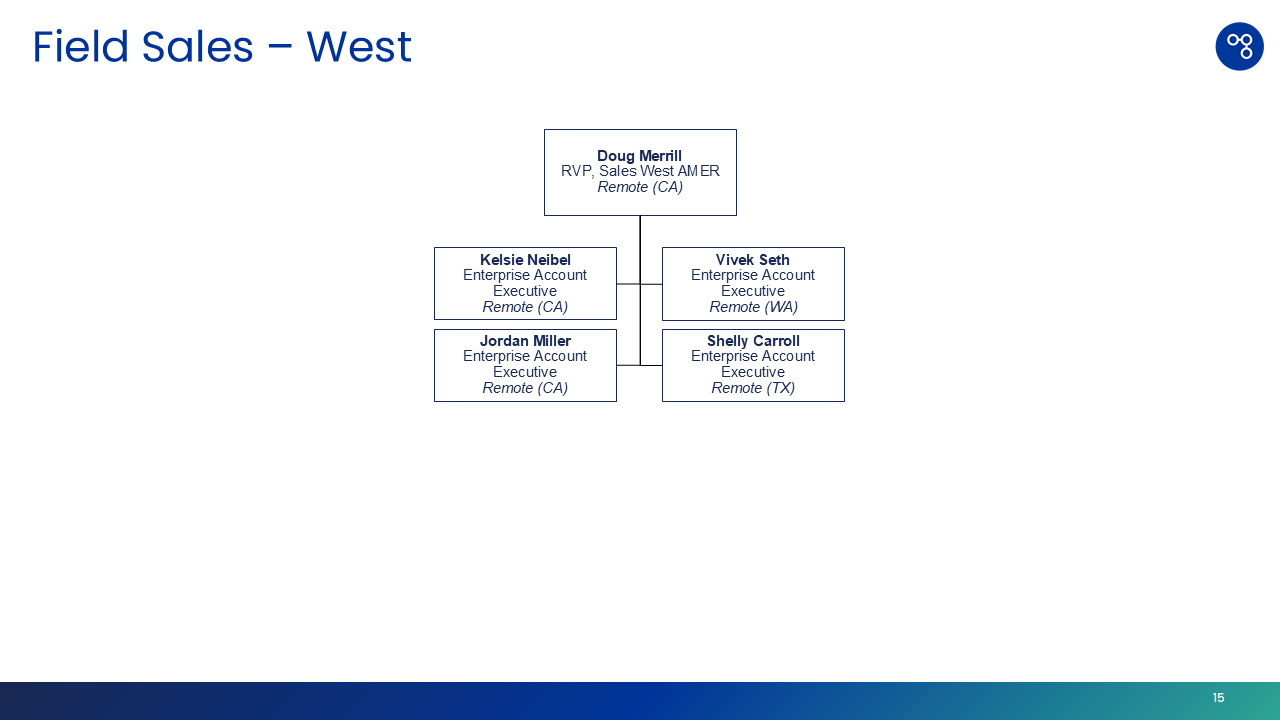 Field Sales – West
Doug Merrill
RVP, Sales West AMER
Remote (CA)
Kelsie Neibel
Enterprise Account
Executive
Remote (CA)
Vivek Seth
Enterprise Account
Executive
Remote (WA)
Jordan Miller
Enterprise Account
Executive
Remote (CA)
Shelly Carroll
Enterprise Account
Executive
Remote (TX)
15